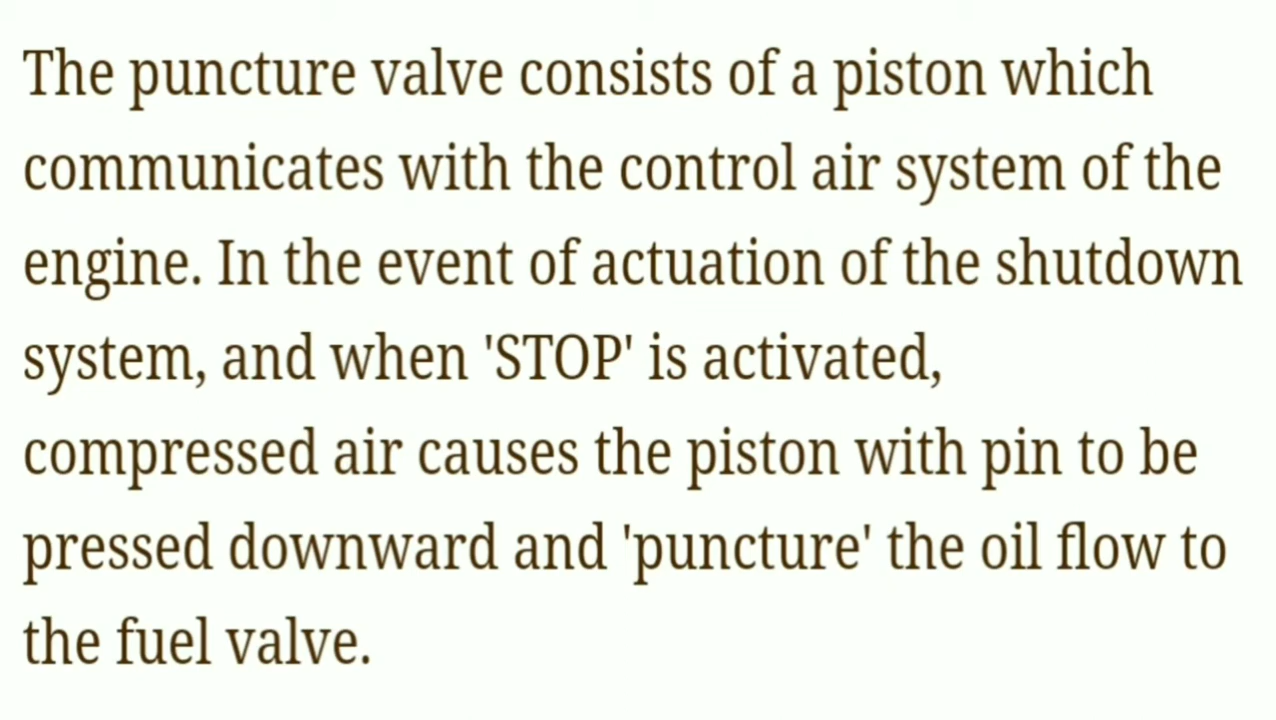 The puncture valve consists of a piston which
communicates with the control air system of the
engine. In the event of actuation of the shutdown
system, and when 'STOP' is activated,
compressed air causes the piston with pin to be
pressed downward and 'puncture' the oil flow to
the fuel valve.